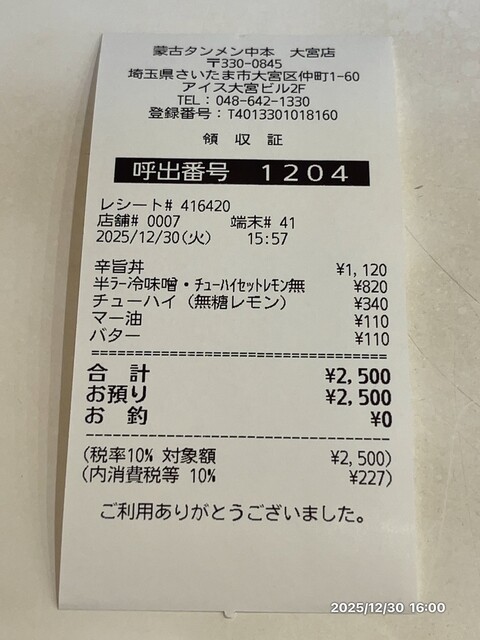 蒙古タンメン中本　大宮店
〒330-0845
埼玉県さいたま市大宮区仲町1-60
アイス大宮ビル2F
TEL：048-642-1330
登録番号：T4013301018160
領　収　証
呼出番号　１２０４
レシート# 416420
店舗# 0007　端末# 41
2025/12/30(火)　15:57
辛旨丼　¥1,120
半ﾗｰ冷味噌・ﾁｭｰﾊｲｾｯﾄﾚﾓﾝ無　¥820
チューハイ（無糖レモン）　¥340
マー油　¥110
バター　¥110
合　計　¥2,500
お預り　¥2,500
お　釣　¥0
(税率10% 対象額　¥2,500)
(内消費税等 10%　¥227)
ご利用ありがとうございました。
2025/12/30 16:00